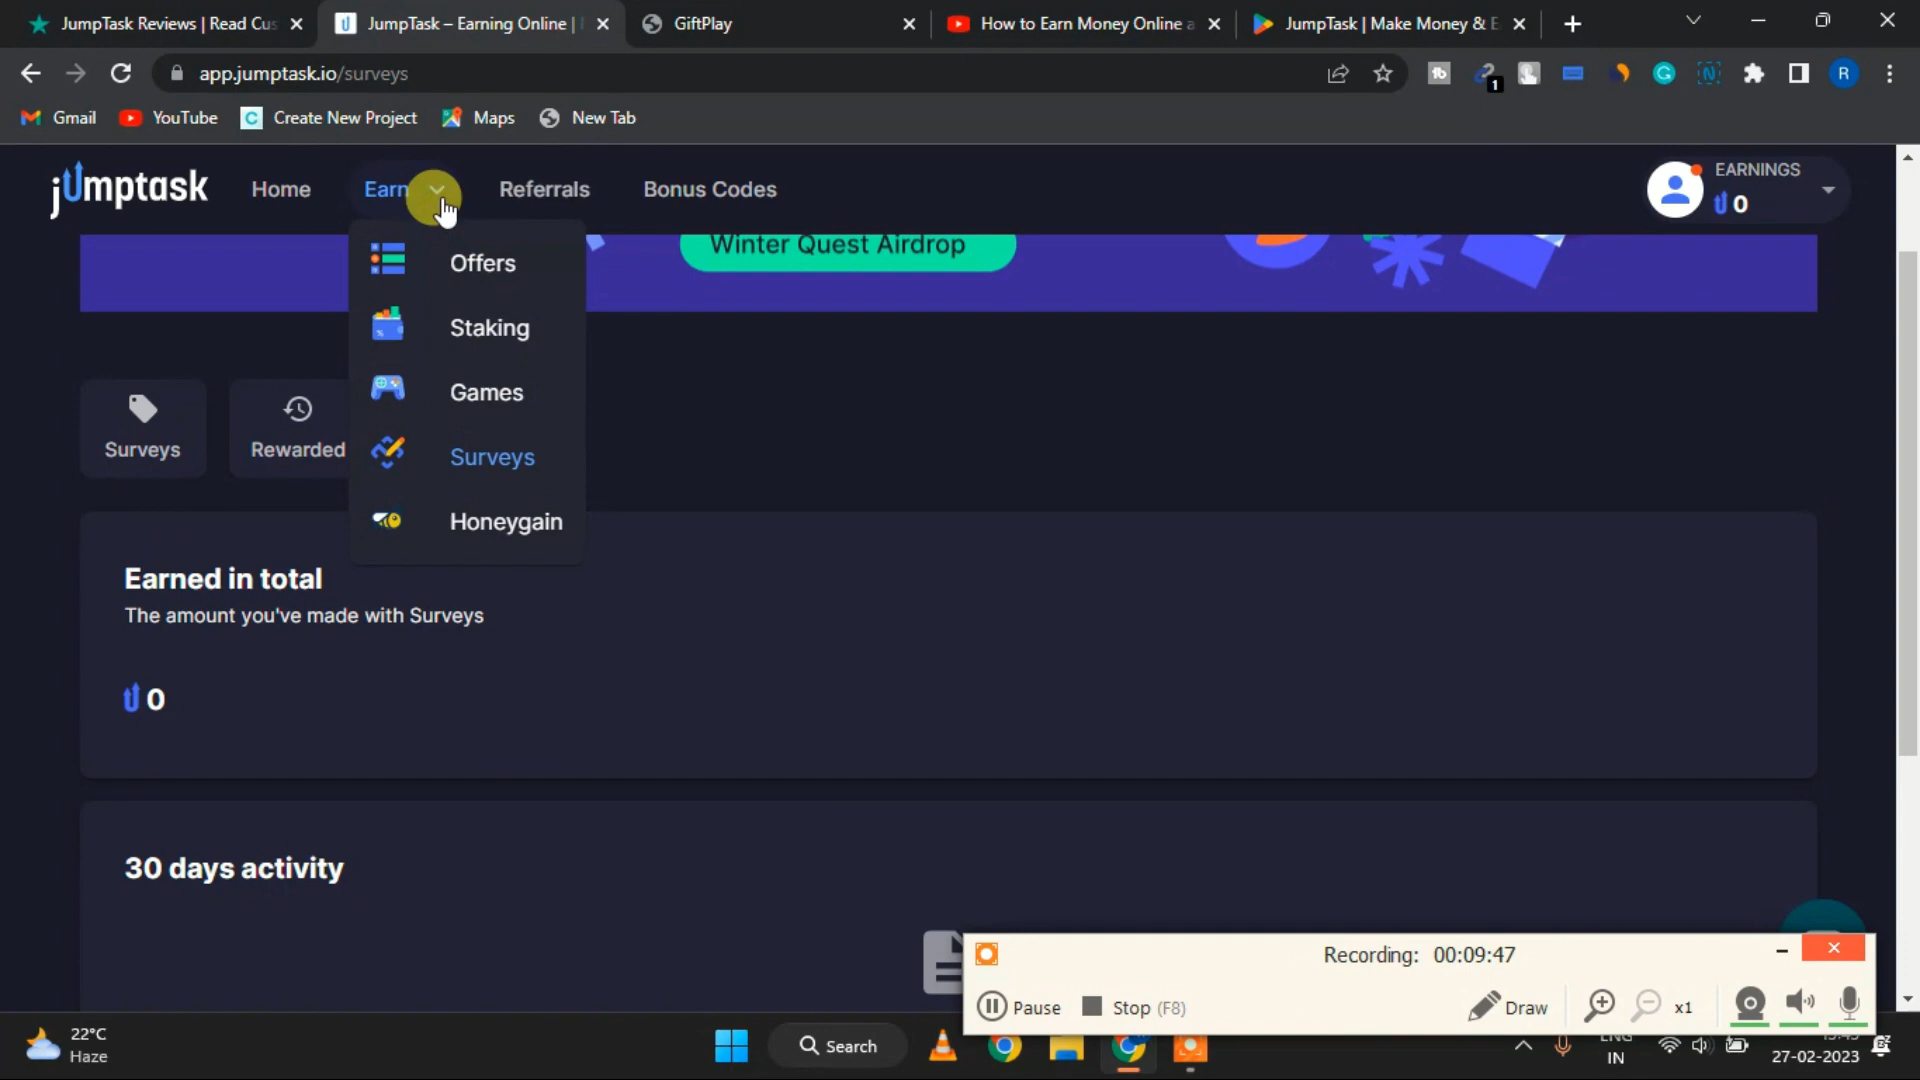 JumpTask Reviews | Read Cus
JumpTask – Earning Online |
GiftPlay
How to Earn Money Online a
JumpTask | Make Money & E
app.jumptask.io/surveys
1
R
Gmail
YouTube
Create New Project
Maps
New Tab
jUmptask
Home
Earn
Referrals
Bonus Codes
EARNINGS
0
Winter Quest Airdrop
Offers
Staking
Games
Surveys
Honeygain
Surveys
Rewarded
Earned in total
The amount you've made with Surveys
0
30 days activity
Recording: 00:09:47
Pause
Stop (F8)
Draw
x1
22°C
Haze
Search
ENG
IN
27-02-2023